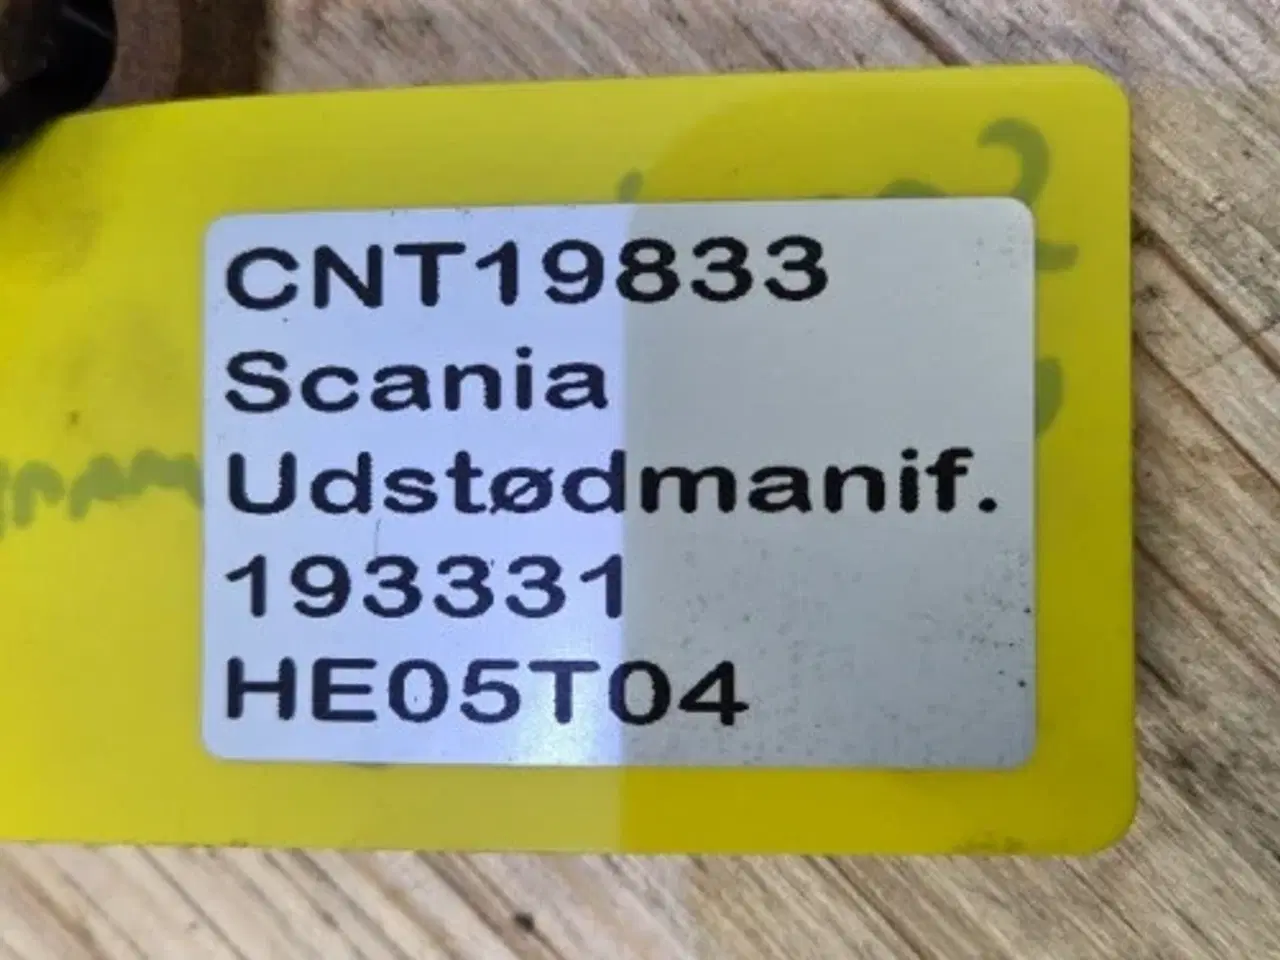 CNT19833
Scania
Udstødmanif.
193331
HE05T04